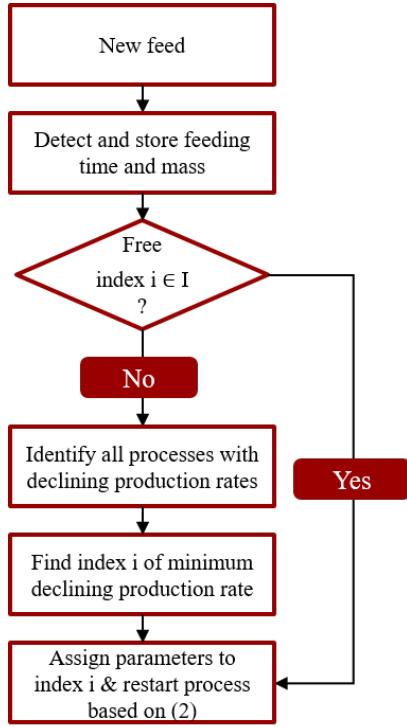 New feed
Detect and store feeding
time and mass
Free
index i ∈ I
?
No
Identify all processes with
declining production rates
Yes
Find index i of minimum
declining production rate
Assign parameters to
index i & restart process
based on (2)